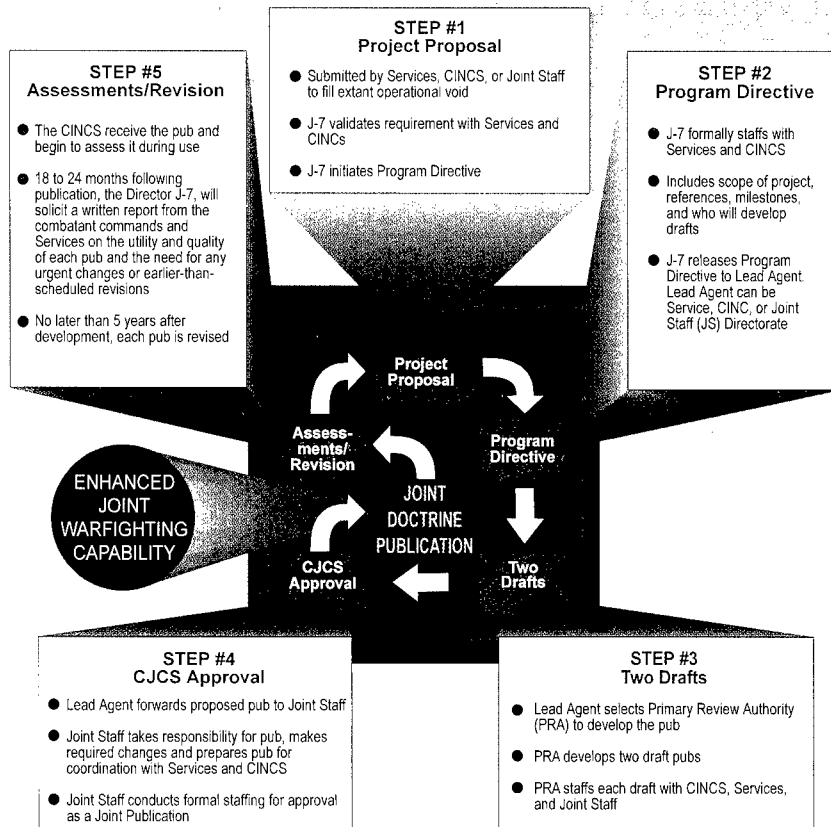 STEP #1
Project Proposal
● Submitted by Services, CINCS, or Joint Staff
to fill extant operational void
● J-7 validates requirement with Services and
CINCs
● J-7 initiates Program Directive
STEP #2
Program Directive
● J-7 formally staffs with
Services and CINCS
● Includes scope of project,
references, milestones,
and who will develop
drafts
● J-7 releases Program
Directive to Lead Agent.
Lead Agent can be
Service, CINC, or Joint
Staff (JS) Directorate
STEP #3
Two Drafts
● Lead Agent selects Primary Review Authority
(PRA) to develop the pub
● PRA develops two draft pubs
● PRA staffs each draft with CINCS, Services,
and Joint Staff
STEP #4
CJCS Approval
● Lead Agent forwards proposed pub to Joint Staff
● Joint Staff takes responsibility for pub, makes
required changes and prepares pub for
coordination with Services and CINCS
● Joint Staff conducts formal staffing for approval
as a Joint Publication
STEP #5
Assessments/Revision
● The CINCS receive the pub and
begin to assess it during use
● 18 to 24 months following
publication, the Director J-7, will
solicit a written report from the
combatant commands and
Services on the utility and quality
of each pub and the need for any
urgent changes or earlier-than-
scheduled revisions
● No later than 5 years after
development, each pub is revised
ENHANCED
JOINT
WARFIGHTING
CAPABILITY
Project
Proposal
Program
Directive
Two
Drafts
CJCS
Approval
Assess-
ments/
Revision
JOINT
DOCTRINE
PUBLICATION